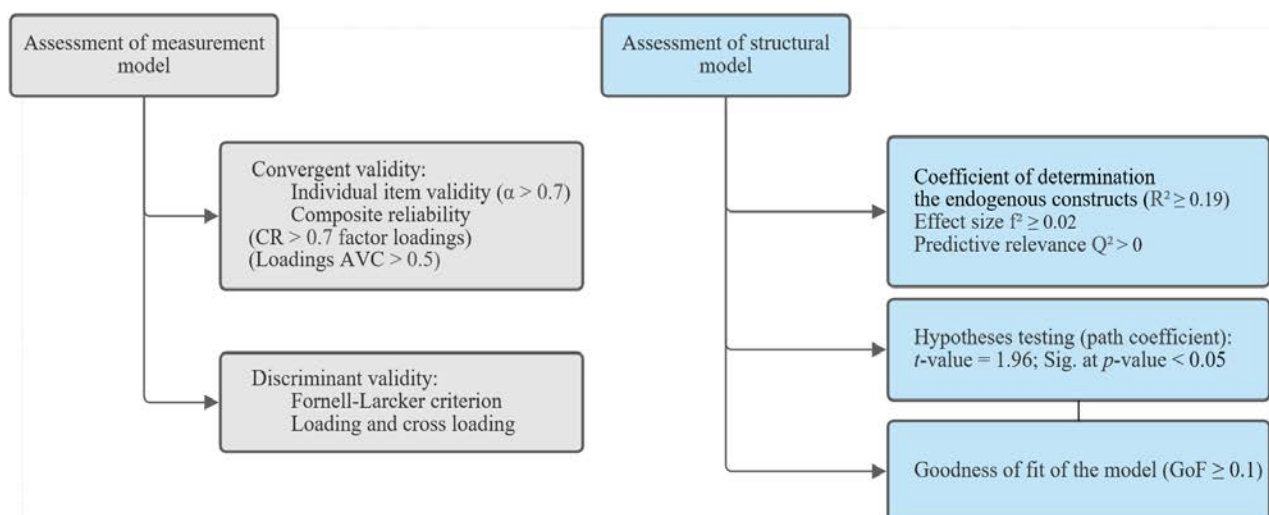 Assessment of measurement
model
Convergent validity:
Individual item validity (α > 0.7)
Composite reliability
(CR > 0.7 factor loadings)
(Loadings AVC > 0.5)
Discriminant validity:
Fornell-Larcker criterion
Loading and cross loading
Assessment of structural
model
Coefficient of determination
the endogenous constructs (R² ≥ 0.19)
Effect size f² ≥ 0.02
Predictive relevance Q² > 0
Hypotheses testing (path coefficient):
t-value = 1.96; Sig. at p-value < 0.05
Goodness of fit of the model (GoF ≥ 0.1)